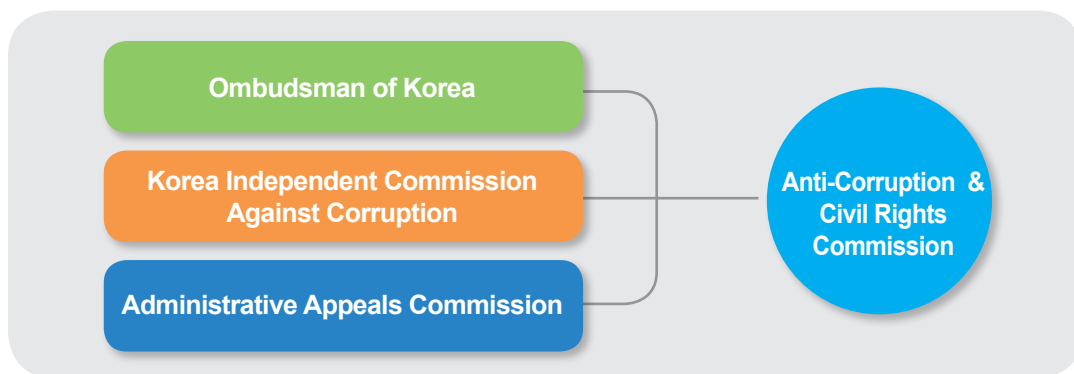 Ombudsman of Korea
Korea Independent Commission
Against Corruption
Administrative Appeals Commission
Anti-Corruption &
Civil Rights
Commission